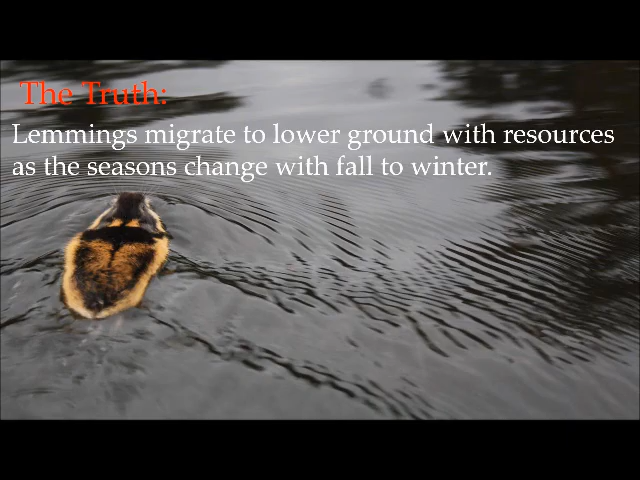 The Truth:
Lemmings migrate to lower ground with resources
as the seasons change with fall to winter.